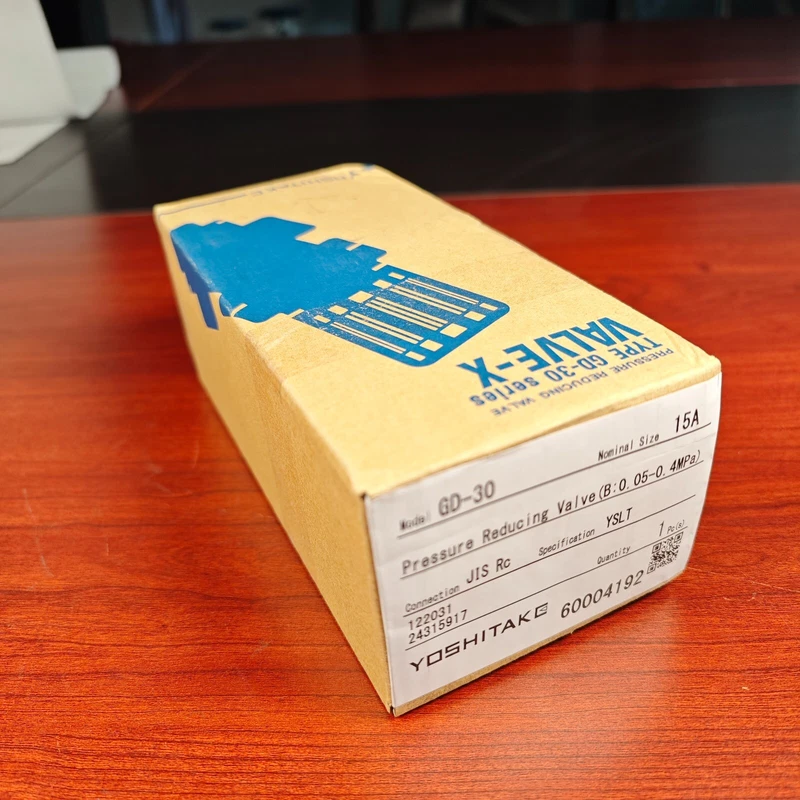 YOSHITAKE
PRESSURE REDUCING VALVE
VALVE-X
TYPE GD-30 series
Model GD-30 Nominal Size 15A
Pressure Reducing Valve(B:0.05-0.4MPa)
Connection JIS Rc Specification YSLT
122031 Quantity 1 Pc(s)
24315917
YOSHITAKE 60004192